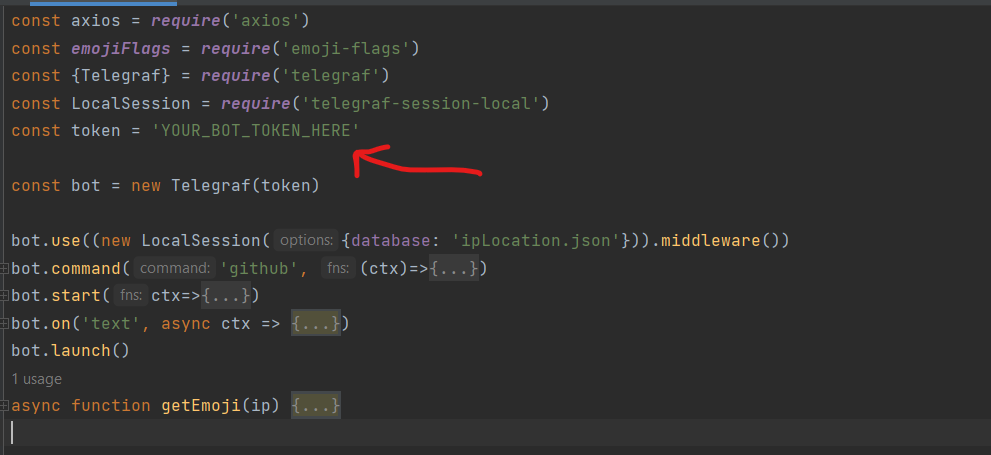 const axios = require('axios')
const emojiFlags = require('emoji-flags')
const {Telegraf} = require('telegraf')
const LocalSession = require('telegraf-session-local')
const token = 'YOUR_BOT_TOKEN_HERE'
const bot = new Telegraf(token)
bot.use((new LocalSession( options: {database: 'ipLocation.json'})).middleware())
bot.command( command: 'github', fns: (ctx)=>{...})
bot.start( fns: ctx=>{...})
bot.on('text', async ctx => {...})
bot.launch()
1 usage
async function getEmoji(ip) {...}